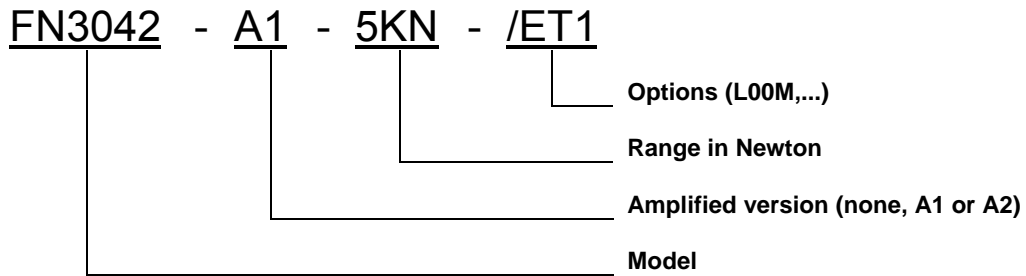 FN3042 - A1 - 5KN - /ET1
Options (L00M,...)
Range in Newton
Amplified version (none, A1 or A2)
Model